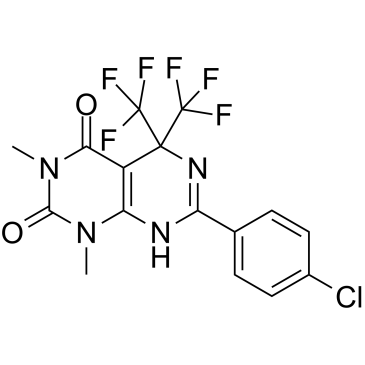 F F F F
O F F
N N
O N N
H
Cl